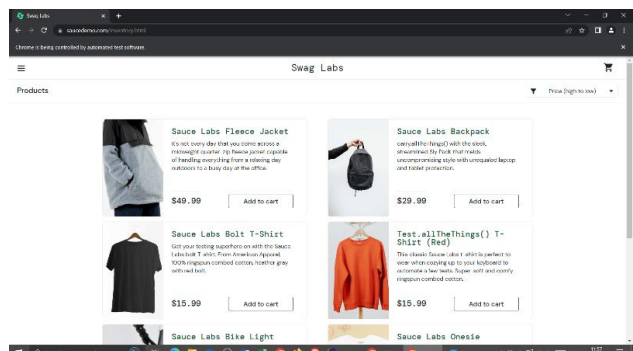 Swag Labs
saucedemo.com/inventory.html
Chrome is being controlled by automated test software.
Swag Labs
Products
Price (high to low)
Sauce Labs Fleece Jacket
It's not every day that you come across a
midweight quarter-zip fleece jacket capable
of handling everything from a relaxing day
outdoors to a busy day at the office.
$49.99
Add to cart
Sauce Labs Backpack
carry.allTheThings() with the sleek,
streamlined Sly Pack that melds
uncompromising style with unequaled laptop
and tablet protection.
$29.99
Add to cart
Sauce Labs Bolt T-Shirt
Get your testing superhero on with the Sauce
Labs bolt T-shirt. From American Apparel,
100% ringspun combed cotton, heather gray
with red bolt.
$15.99
Add to cart
Test.allTheThings() T-
Shirt (Red)
This classic Sauce Labs t-shirt is perfect to
wear when cozying up to your keyboard to
automate a few tests. Super-soft and comfy
ringspun combed cotton.
$15.99
Add to cart
Sauce Labs Bike Light
Sauce Labs Onesie
11:57